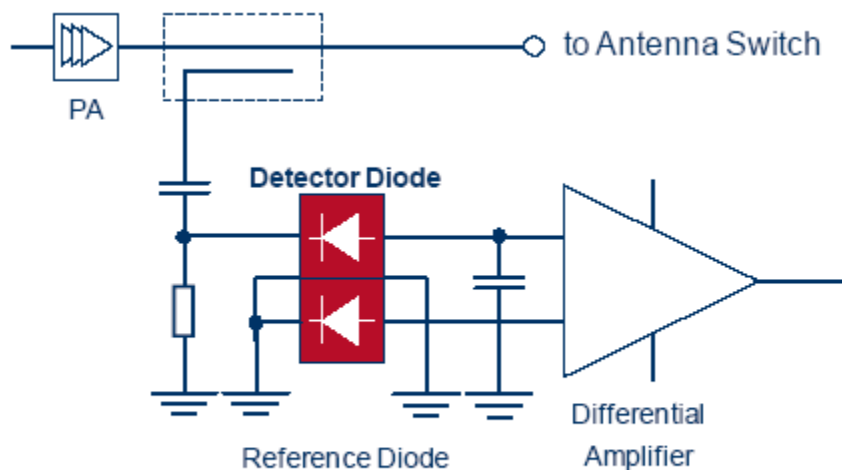 to Antenna Switch
PA
Detector Diode
Differential
Amplifier
Reference Diode